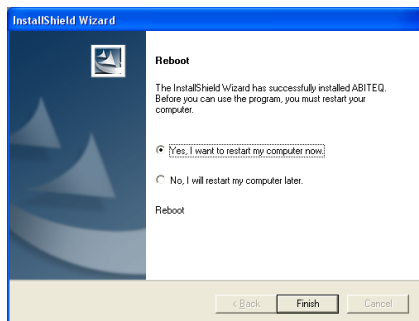 InstallShield Wizard
Reboot
The InstallShield Wizard has successfully installed ABITEQ.
Before you can use the program, you must restart your
computer.
Yes, I want to restart my computer now.
No, I will restart my computer later.
Reboot
< Back
Finish
Cancel